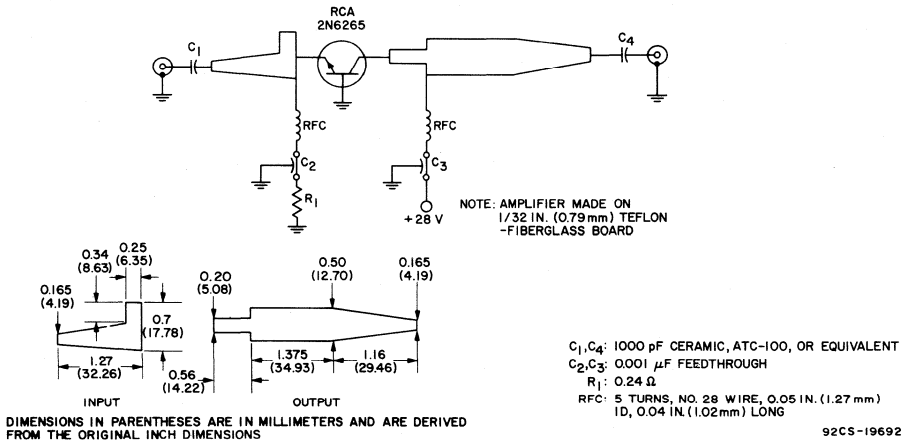 RCA
2N6265
C1
C4
RFC
RFC
C2
C3
R1
+28 V
NOTE: AMPLIFIER MADE ON
1/32 IN. (0.79 mm) TEFLON
-FIBERGLASS BOARD
0.34
(8.63)
0.25
(6.35)
0.165
(4.19)
0.7
(17.78)
1.27
(32.26)
0.56
(14.22)
INPUT
0.20
(5.08)
0.50
(12.70)
0.165
(4.19)
1.375
(34.93)
1.16
(29.46)
OUTPUT
C1,C4: 1000 pF CERAMIC, ATC-100, OR EQUIVALENT
C2,C3: 0.001 μF FEEDTHROUGH
R1: 0.24 Ω
RFC: 5 TURNS, NO. 28 WIRE, 0.05 IN. (1.27 mm)
ID, 0.04 IN. (1.02mm) LONG
DIMENSIONS IN PARENTHESES ARE IN MILLIMETERS AND ARE DERIVED
FROM THE ORIGINAL INCH DIMENSIONS
92CS-19692